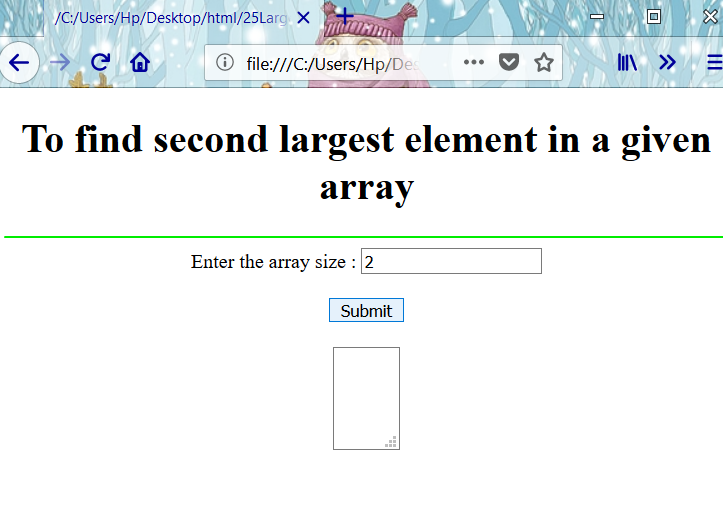 /C:/Users/Hp/Desktop/html/25Larg
file:///C:/Users/Hp/Des
To find second largest element in a given
array
Enter the array size : 2
Submit